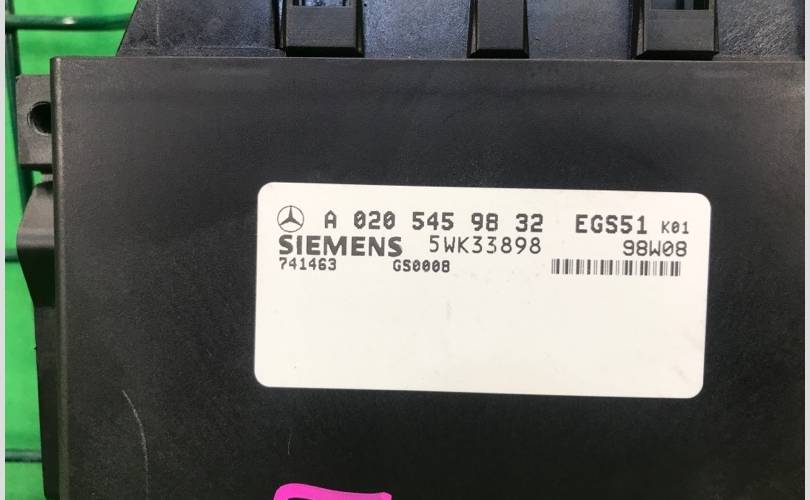 A 020 545 98 32 EGS51 K01
SIEMENS 5WK33898 98W08
741463 GS0008